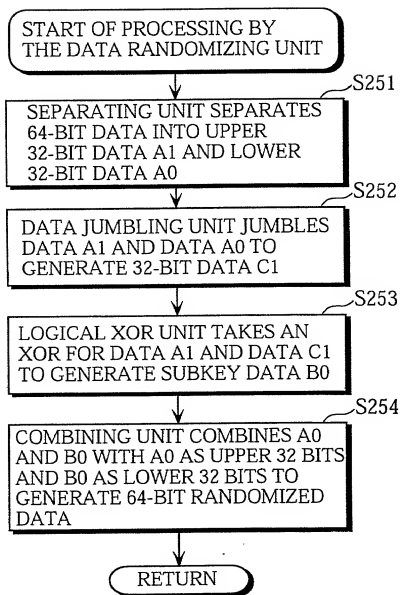 START OF PROCESSING BY
THE DATA RANDOMIZING UNIT
S251
SEPARATING UNIT SEPARATES
64-BIT DATA INTO UPPER
32-BIT DATA A1 AND LOWER
32-BIT DATA A0
S252
DATA JUMBLING UNIT JUMBLES
DATA A1 AND DATA A0 TO
GENERATE 32-BIT DATA C1
S253
LOGICAL XOR UNIT TAKES AN
XOR FOR DATA A1 AND DATA C1
TO GENERATE SUBKEY DATA B0
S254
COMBINING UNIT COMBINES A0
AND B0 WITH A0 AS UPPER 32 BITS
AND B0 AS LOWER 32 BITS TO
GENERATE 64-BIT RANDOMIZED
DATA
RETURN